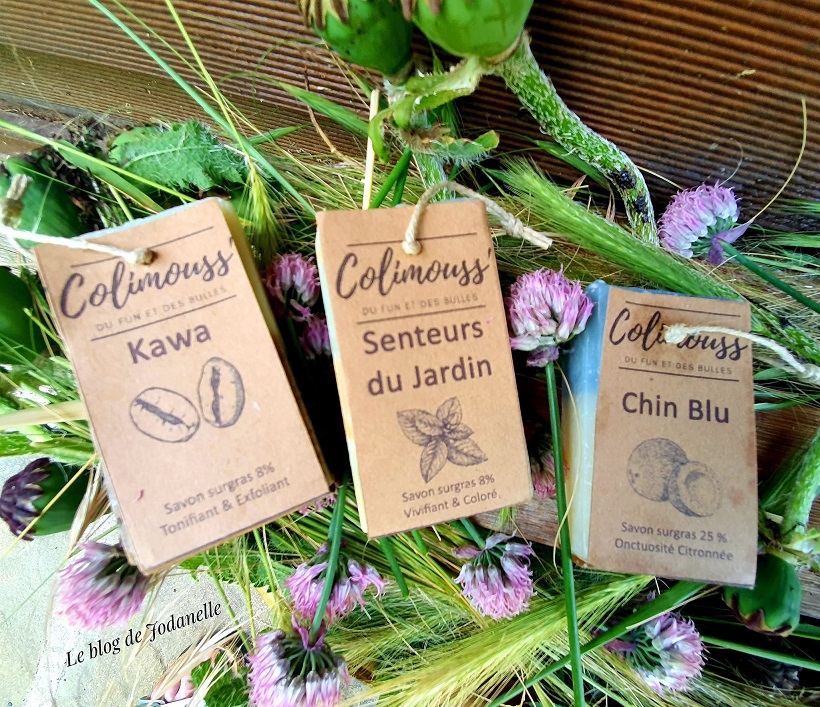 Colimouss'
DU FUN ET DES BULLES
Kawa
Savon surgras 8%
Tonifiant & Exfoliant
Colimouss'
DU FUN ET DES BULLES
Senteurs
du Jardin
Savon surgras 8%
Vivifiant & Coloré
Colimouss
DU FUN ET DES BULLES
Chin Blu
Savon surgras 25 %
Onctuosité Citronnée
Le blog de Jodanelle